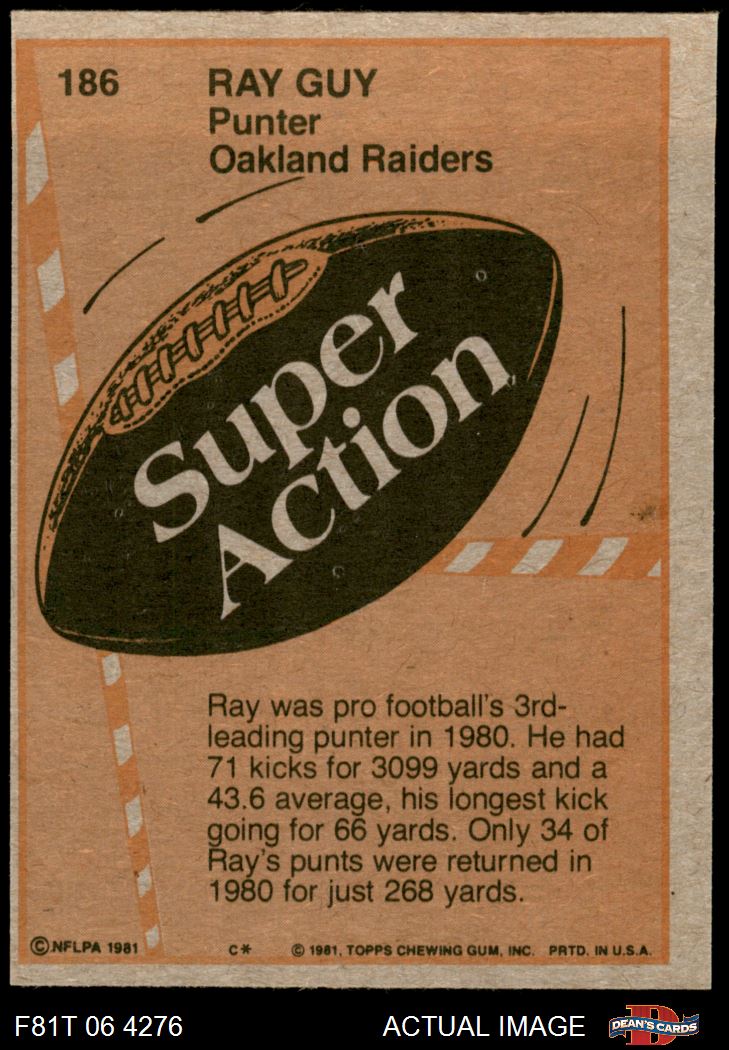 186
RAY GUY
Punter
Oakland Raiders
Super
Action
Ray was pro football's 3rd-
leading punter in 1980. He had
71 kicks for 3099 yards and a
43.6 average, his longest kick
going for 66 yards. Only 34 of
Ray's punts were returned in
1980 for just 268 yards.
© NFLPA 1981 C* © 1981, TOPPS CHEWING GUM, INC. PRTD. IN U.S.A.
F81T 06 4276 ACTUAL IMAGE D DEAN'S CARDS